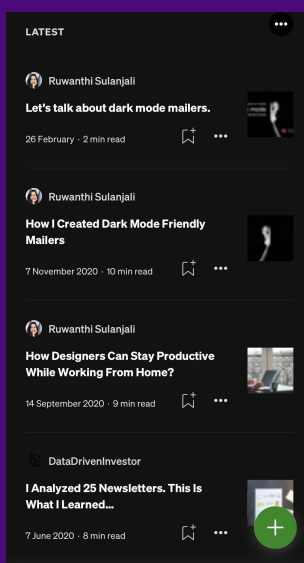 LATEST
Ruwanthi Sulanjali
Let's talk about dark mode mailers.
26 February · 2 min read
Ruwanthi Sulanjali
How I Created Dark Mode Friendly
Mailers
7 November 2020 · 10 min read
Ruwanthi Sulanjali
How Designers Can Stay Productive
While Working From Home?
14 September 2020 · 9 min read
DataDrivenInvestor
I Analyzed 25 Newsletters. This Is
What I Learned...
7 June 2020 · 8 min read